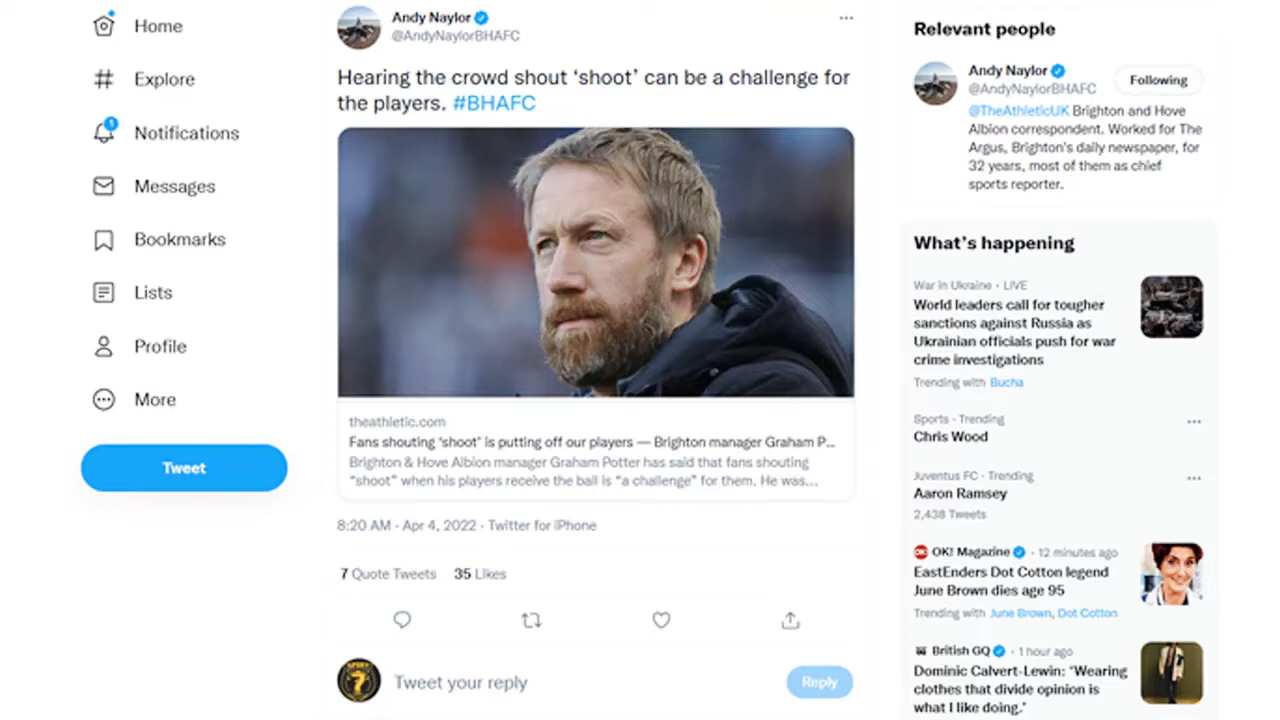 Home
Explore
Notifications
Messages
Bookmarks
Lists
Profile
More
Tweet
Andy Naylor
@AndyNaylorBHAFC
Hearing the crowd shout ‘shoot’ can be a challenge for
the players. #BHAFC
theathletic.com
Fans shouting ‘shoot’ is putting off our players — Brighton manager Graham P...
Brighton & Hove Albion manager Graham Potter has said that fans shouting
“shoot” when his players receive the ball is “a challenge” for them. He was...
8:20 AM · Apr 4, 2022 · Twitter for iPhone
7 Quote Tweets 35 Likes
Tweet your reply
Reply
Relevant people
Andy Naylor
@AndyNaylorBHAFC
Following
@TheAthleticUK Brighton and Hove
Albion correspondent. Worked for The
Argus, Brighton's daily newspaper, for
32 years, most of them as chief
sports reporter.
What's happening
War in Ukraine · LIVE
World leaders call for tougher
sanctions against Russia as
Ukrainian officials push for war
crime investigations
Trending with Bucha
Sports · Trending
Chris Wood
Juventus FC · Trending
Aaron Ramsey
2,438 Tweets
OK! Magazine · 12 minutes ago
EastEnders Dot Cotton legend
June Brown dies age 95
Trending with June Brown, Dot Cotton
British GQ · 1 hour ago
Dominic Calvert-Lewin: “Wearing
clothes that divide opinion is
what I like doing.”